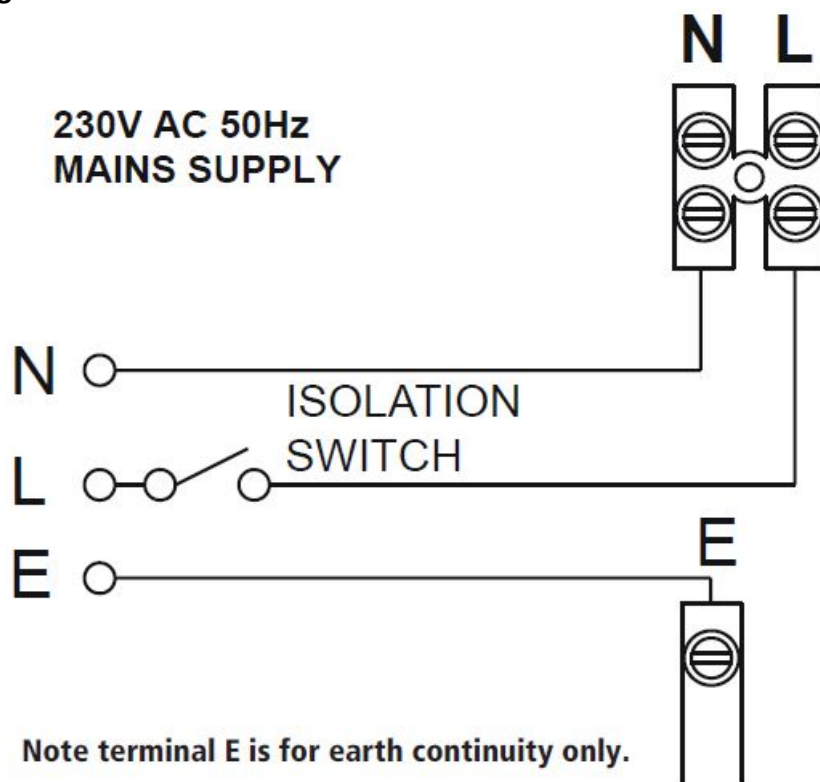 N L
230V AC 50Hz
MAINS SUPPLY
N
ISOLATION
SWITCH
L
E
E
Note terminal E is for earth continuity only.